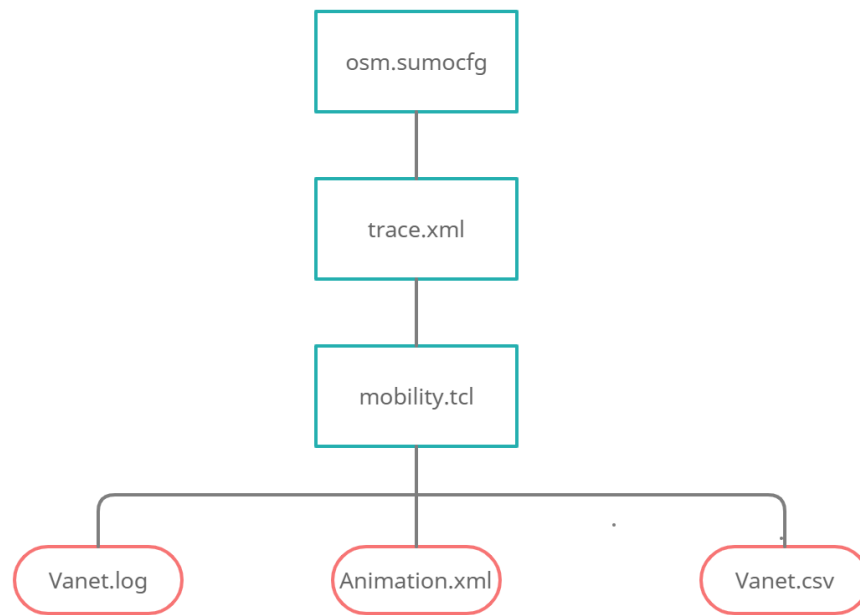 osm.sumocfg
trace.xml
mobility.tcl
Vanet.log
Animation.xml
Vanet.csv